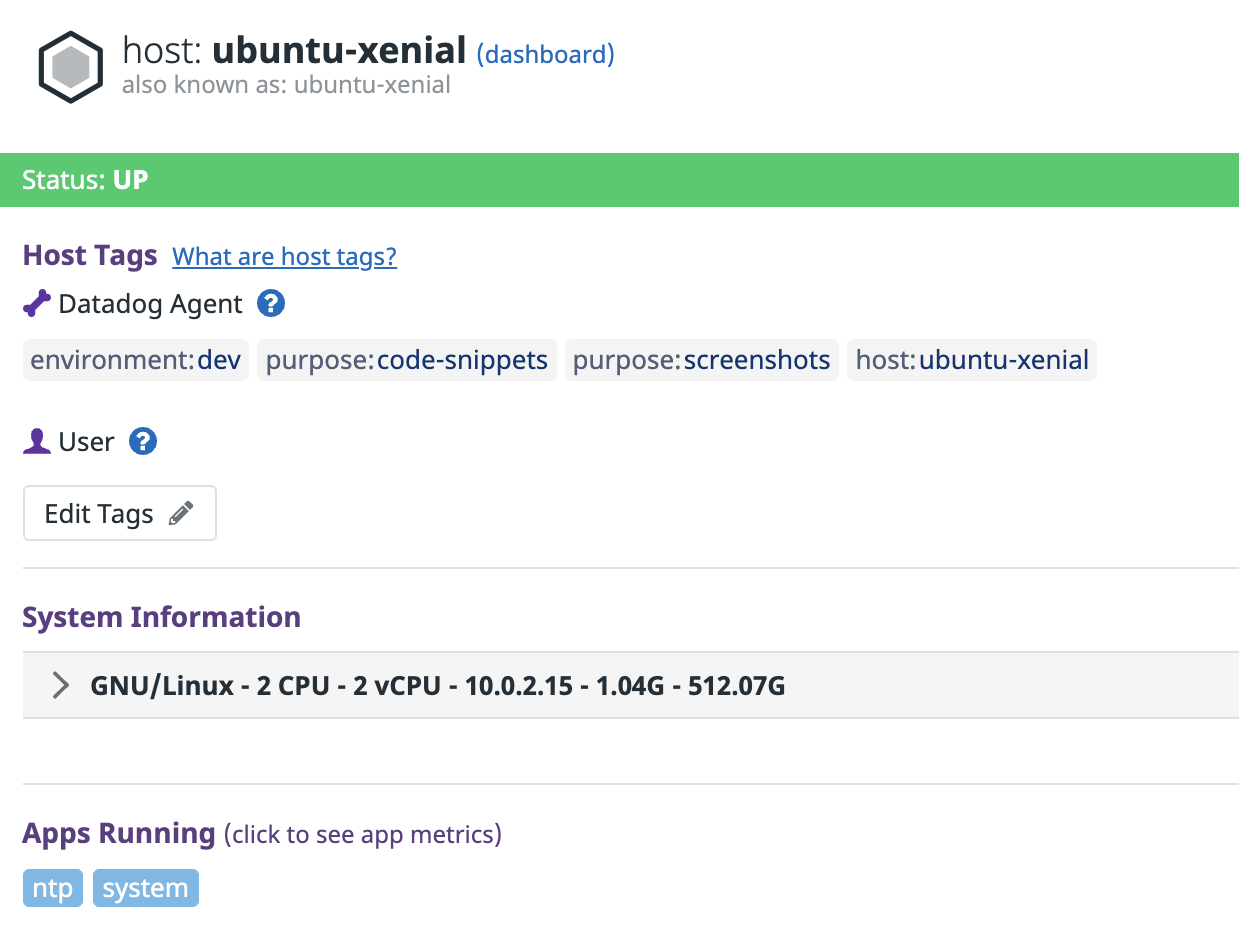 host: ubuntu-xenial (dashboard)
also known as: ubuntu-xenial
Status: UP
Host Tags What are host tags?
Datadog Agent ?
environment:dev purpose:code-snippets purpose:screenshots host:ubuntu-xenial
User ?
Edit Tags
System Information
GNU/Linux - 2 CPU - 2 vCPU - 10.0.2.15 - 1.04G - 512.07G
Apps Running (click to see app metrics)
ntp system